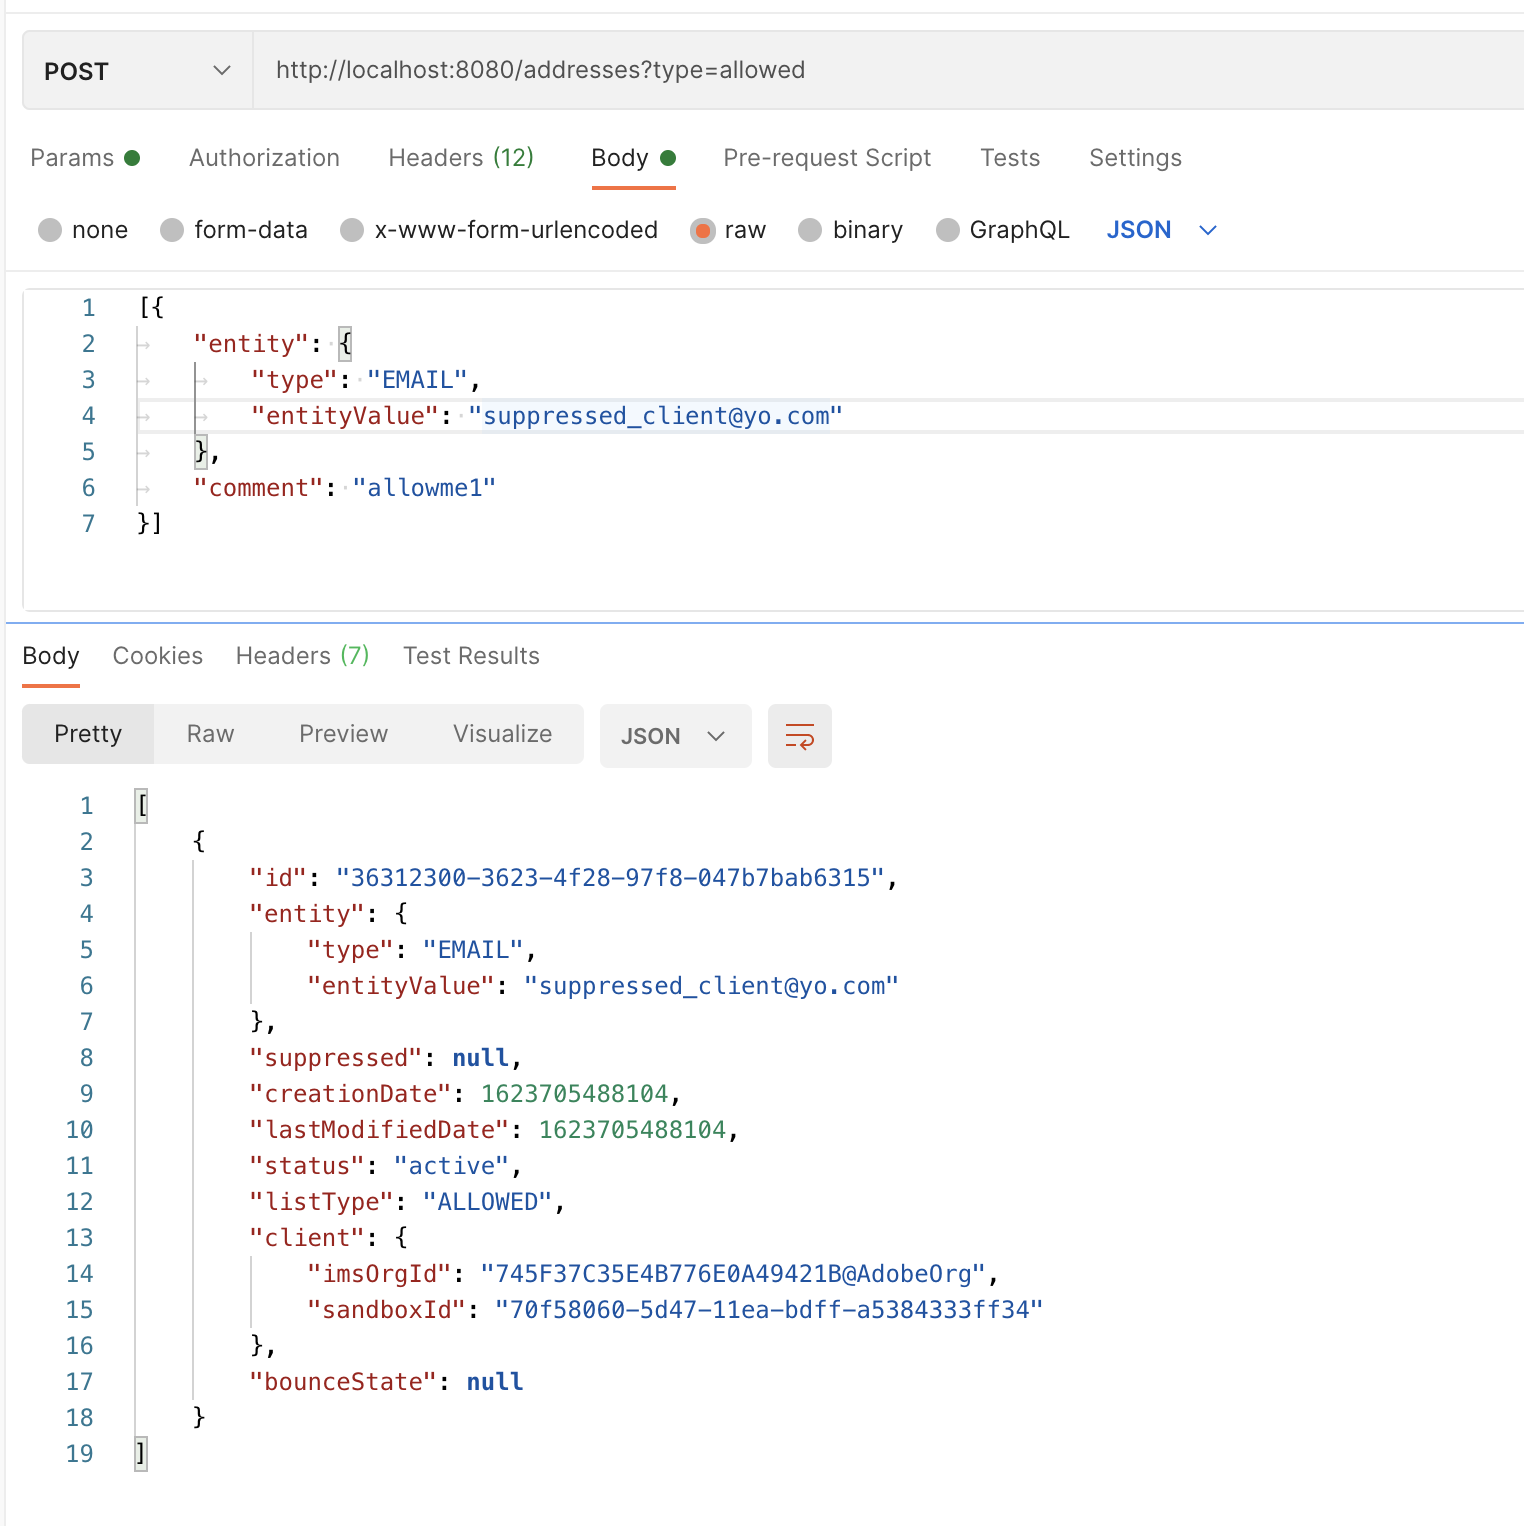 POST http://localhost:8080/addresses?type=allowed
Params Authorization Headers (12) Body Pre-request Script Tests Settings
none form-data x-www-form-urlencoded raw binary GraphQL JSON
1 [{
2 "entity": {
3 "type": "EMAIL",
4 "entityValue": "suppressed_client@yo.com"
5 },
6 "comment": "allowme1"
7 }]
Body Cookies Headers (7) Test Results
Pretty Raw Preview Visualize JSON
1 [
2 {
3 "id": "36312300-3623-4f28-97f8-047b7bab6315",
4 "entity": {
5 "type": "EMAIL",
6 "entityValue": "suppressed_client@yo.com"
7 },
8 "suppressed": null,
9 "creationDate": 1623705488104,
10 "lastModifiedDate": 1623705488104,
11 "status": "active",
12 "listType": "ALLOWED",
13 "client": {
14 "imsOrgId": "745F37C35E4B776E0A49421B@AdobeOrg",
15 "sandboxId": "70f58060-5d47-11ea-bdff-a5384333ff34"
16 },
17 "bounceState": null
18 }
19 ]